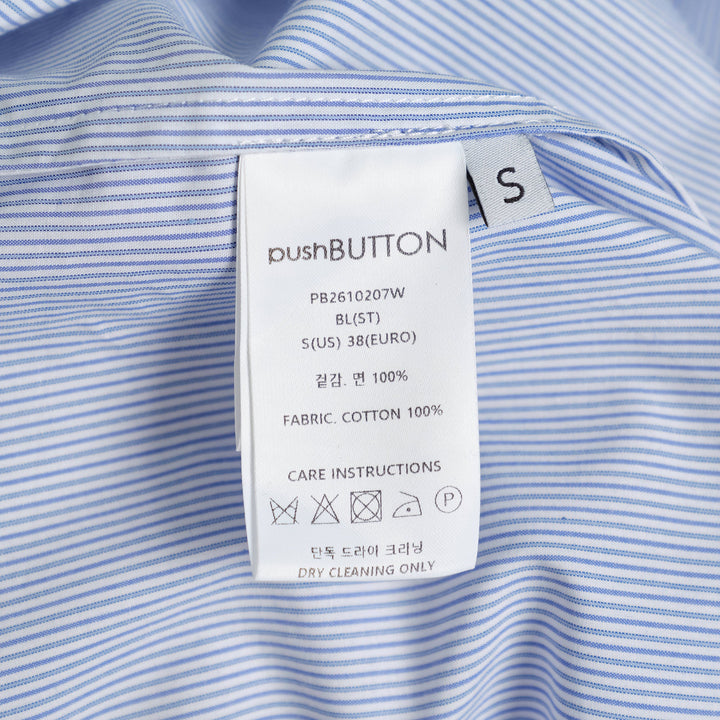 S
pushBUTTON
PB2610207W
BL(ST)
S(US) 38(EURO)
겉감. 면 100%
FABRIC. COTTON 100%
CARE INSTRUCTIONS
P
단독 드라이 크리닝
DRY CLEANING ONLY